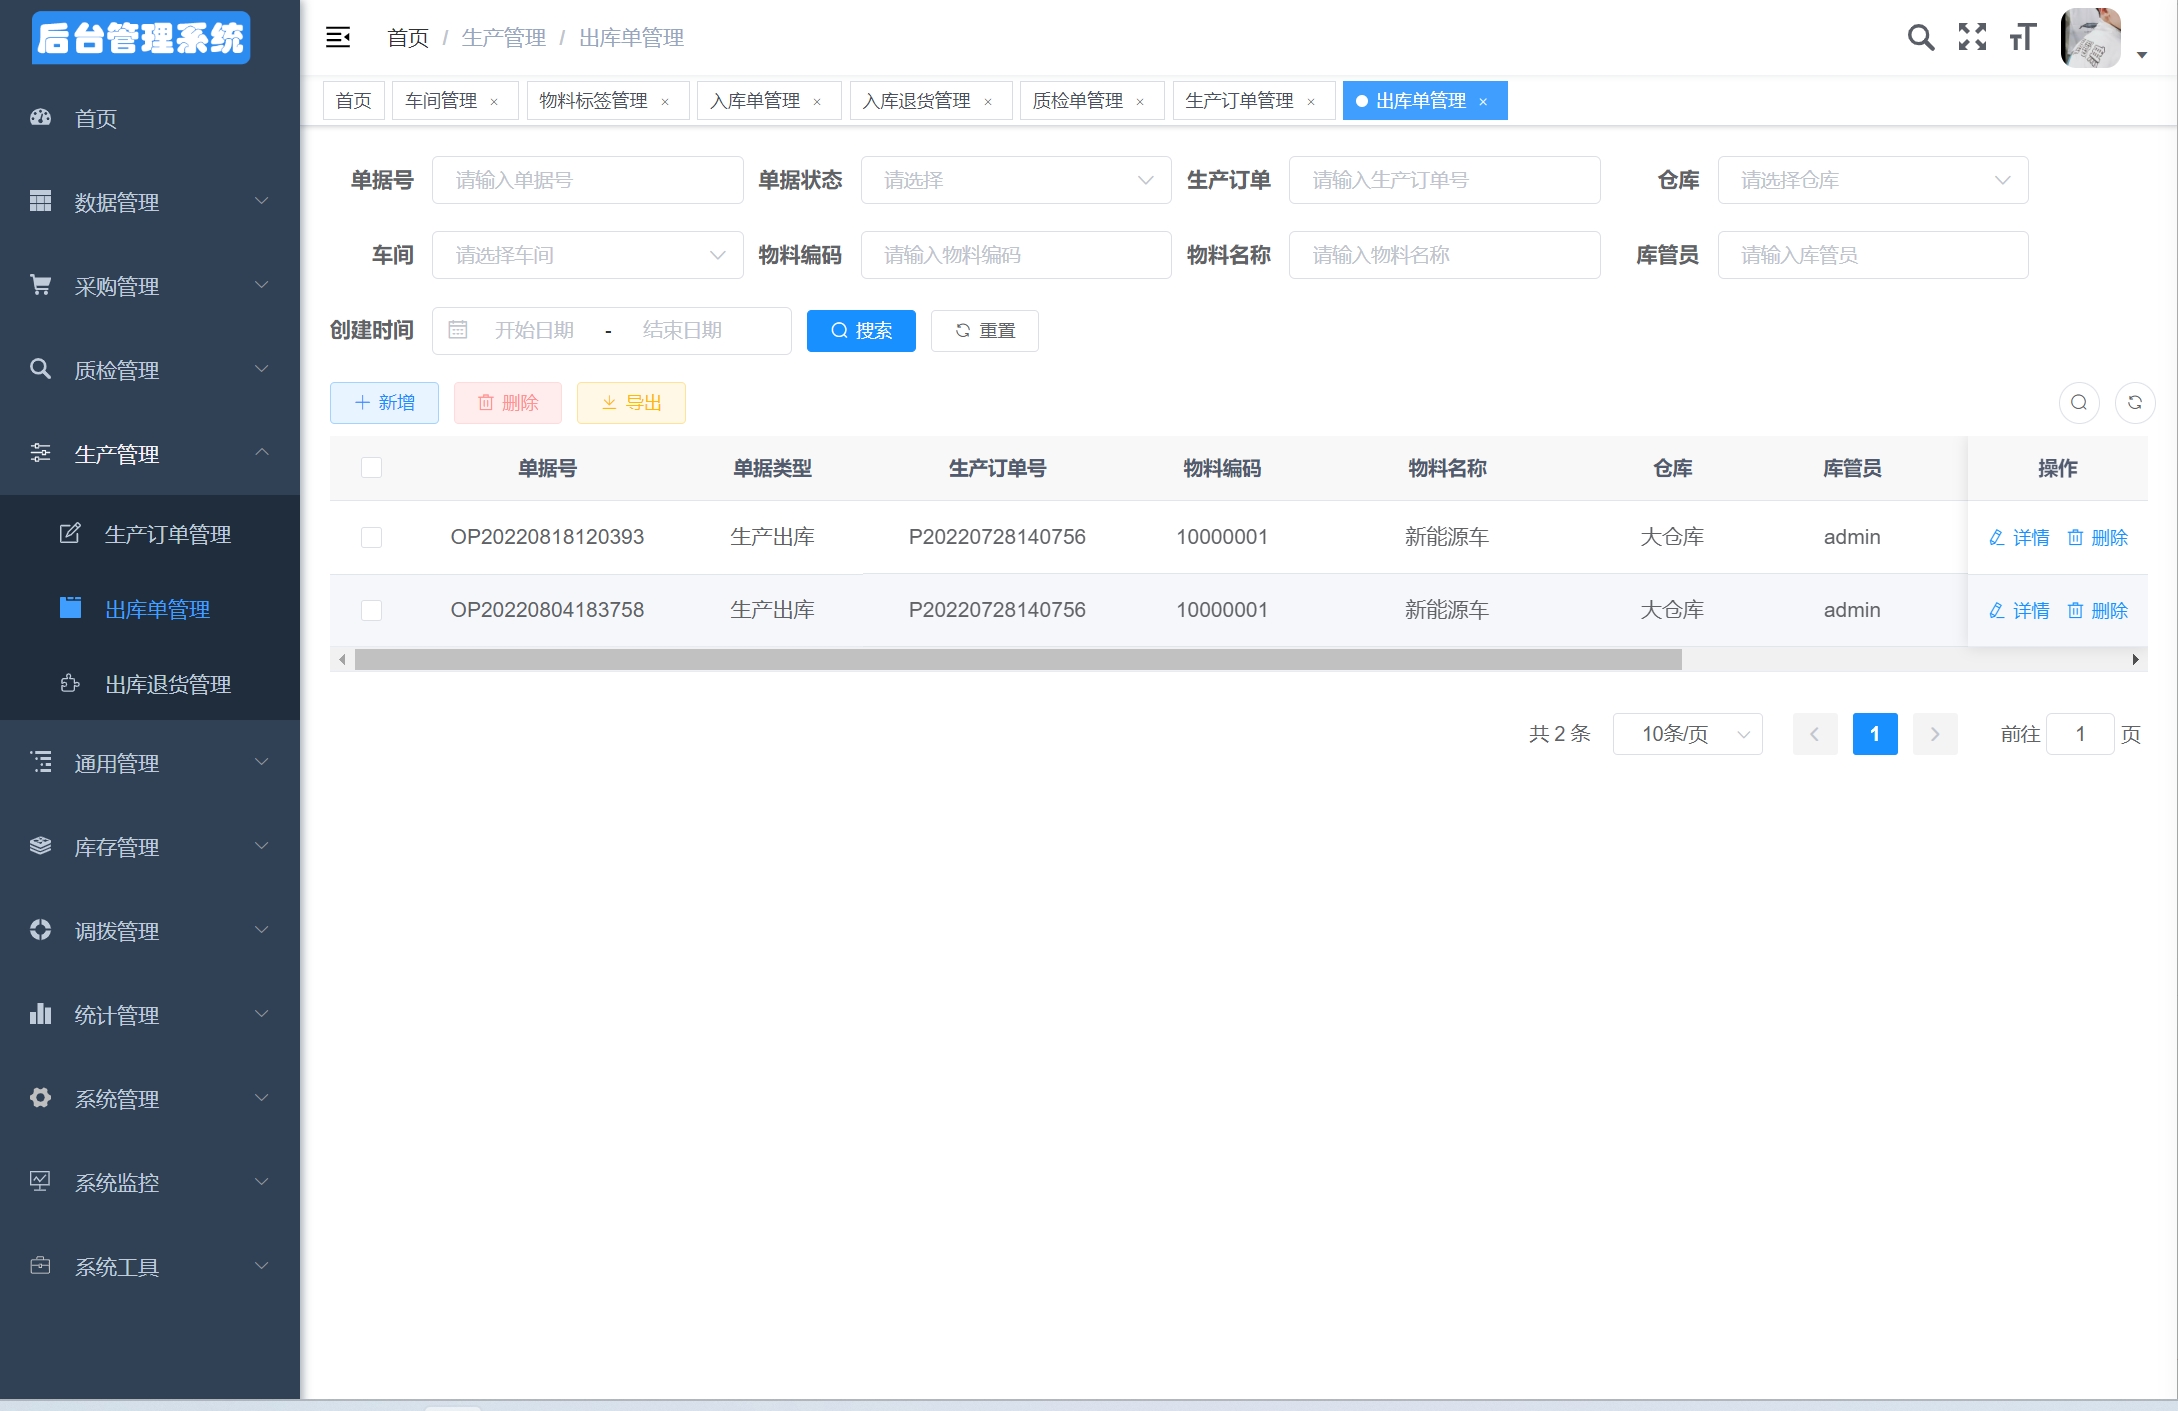 后台管理系统
首页
数据管理
采购管理
质检管理
生产管理
生产订单管理
出库单管理
出库退货管理
通用管理
库存管理
调拨管理
统计管理
系统管理
系统监控
系统工具
首页 / 生产管理 / 出库单管理
首页 车间管理 × 物料标签管理 × 入库单管理 × 入库退货管理 × 质检单管理 × 生产订单管理 × 出库单管理 ×
单据号 请输入单据号 单据状态 请选择 生产订单 请输入生产订单号 仓库 请选择仓库
车间 请选择车间 物料编码 请输入物料编码 物料名称 请输入物料名称 库管员 请输入库管员
创建时间 开始日期 - 结束日期 搜索 重置
新增 删除 导出
单据号 单据类型 生产订单号 物料编码 物料名称 仓库 库管员 操作
OP20220818120393 生产出库 P20220728140756 10000001 新能源车 大仓库 admin 详情 删除
OP20220804183758 生产出库 P20220728140756 10000001 新能源车 大仓库 admin 详情 删除
共 2 条 10条/页 1 前往 1 页